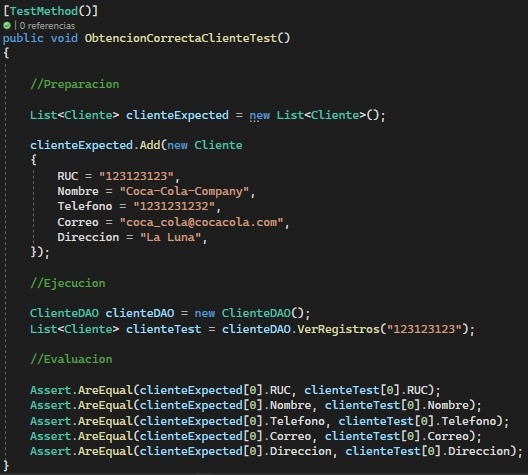 [TestMethod()]
| 0 referencias
public void ObtencionCorrectaClienteTest()
{
//Preparacion
List<Cliente> clienteExpected = new List<Cliente>();
clienteExpected.Add(new Cliente
{
RUC = "123123123",
Nombre = "Coca-Cola-Company",
Telefono = "1231231232",
Correo = "coca_cola@cocacola.com",
Direccion = "La Luna",
});
//Ejecucion
ClienteDAO clienteDAO = new ClienteDAO();
List<Cliente> clienteTest = clienteDAO.VerRegistros("123123123");
//Evaluacion
Assert.AreEqual(clienteExpected[0].RUC, clienteTest[0].RUC);
Assert.AreEqual(clienteExpected[0].Nombre, clienteTest[0].Nombre);
Assert.AreEqual(clienteExpected[0].Telefono, clienteTest[0].Telefono);
Assert.AreEqual(clienteExpected[0].Correo, clienteTest[0].Correo);
Assert.AreEqual(clienteExpected[0].Direccion, clienteTest[0].Direccion);
}